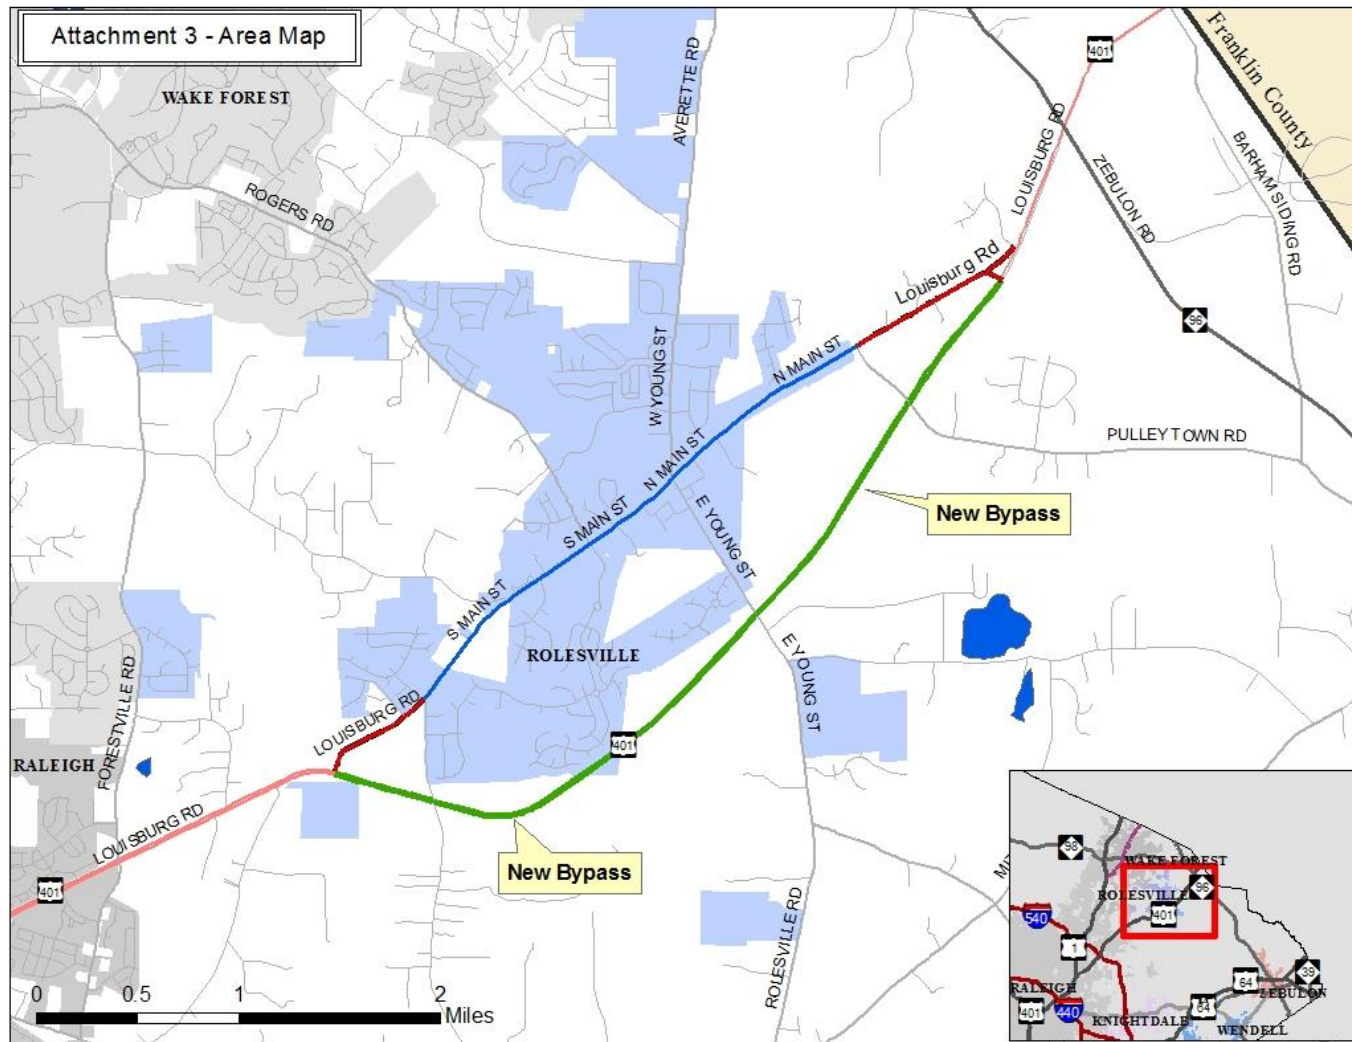 Attachment 3 - Area Map
WAKE FOREST
AVERETTE RD
401
Franklin County
LOUISBURG RD
ZEBULON RD
BARHAM SIDING RD
ROGERS RD
Louisburg Rd
96
W YOUNG ST
N MAIN ST
PULLEY TOWN RD
N MAIN ST
S MAIN ST
E YOUNG ST
New Bypass
S MAIN ST
ROLESVILLE
E YOUNG ST
FORESTVILLE RD
LOUISBURG RD
401
RALEIGH
LOUISBURG RD
New Bypass
401
ROLESVILLE RD
98
WAKE FOREST
96
ROLESVILLE
401
540
1
39
RALEIGH
64
ZEBULON
401
440
64
KNIGHTDALE
WENDELL
0 0.5 1 2
Miles